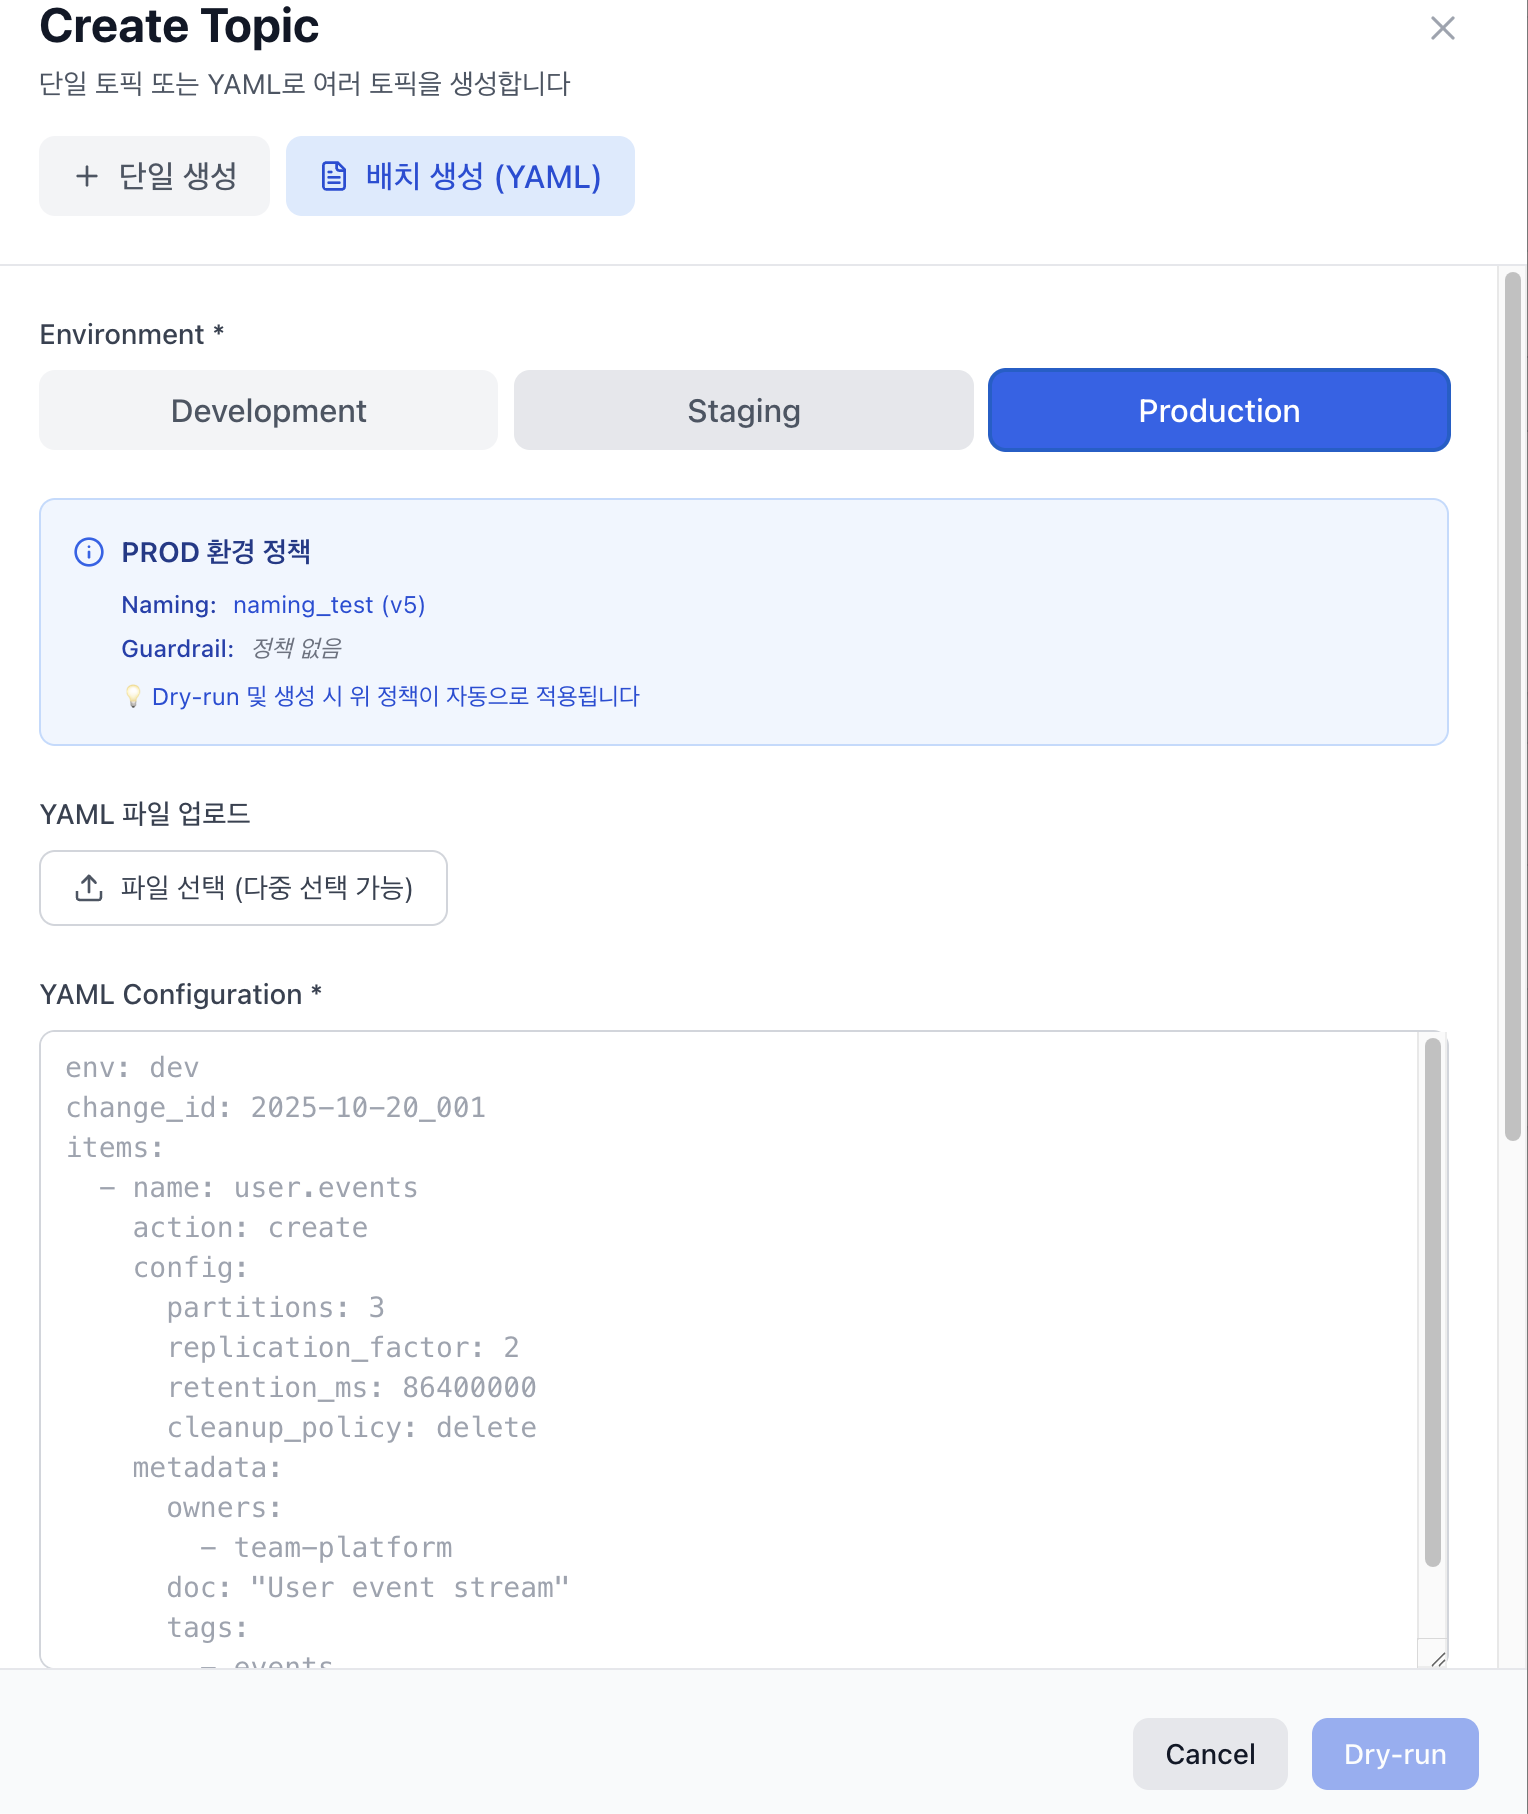 Create Topic
단일 토픽 또는 YAML로 여러 토픽을 생성합니다
단일 생성
배치 생성 (YAML)
Environment *
Development
Staging
Production
PROD 환경 정책
Naming: naming_test (v5)
Guardrail: 정책 없음
Dry-run 및 생성 시 위 정책이 자동으로 적용됩니다
YAML 파일 업로드
파일 선택 (다중 선택 가능)
YAML Configuration *
env: dev
change_id: 2025-10-20_001
items:
  - name: user.events
    action: create
    config:
      partitions: 3
      replication_factor: 2
      retention_ms: 86400000
      cleanup_policy: delete
    metadata:
      owners:
        - team-platform
      doc: "User event stream"
      tags:
        - events
Cancel
Dry-run